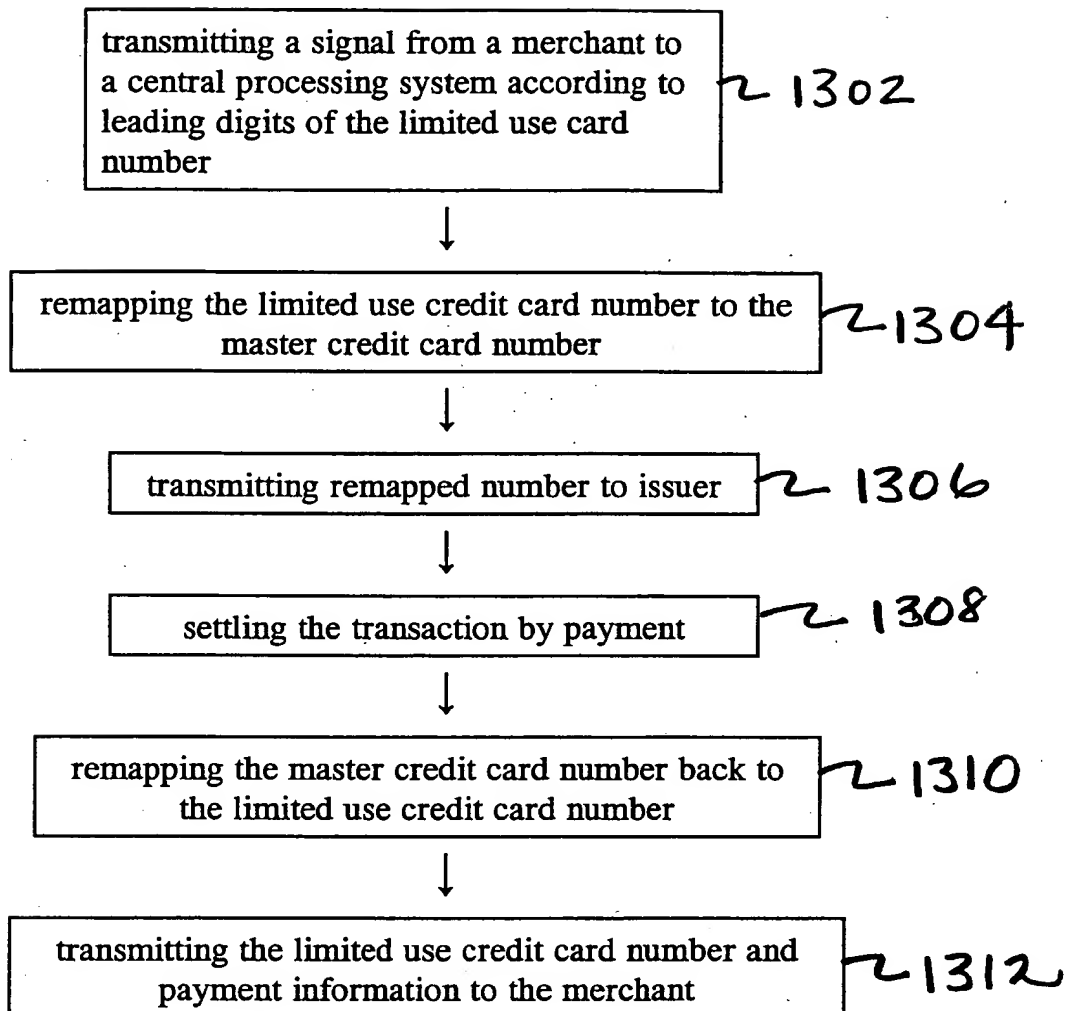 transmitting a signal from a merchant to
a central processing system according to
leading digits of the limited use card
number
1302
remapping the limited use credit card number to the
master credit card number
1304
transmitting remapped number to issuer
1306
settling the transaction by payment
1308
remapping the master credit card number back to
the limited use credit card number
1310
transmitting the limited use credit card number and
payment information to the merchant
1312